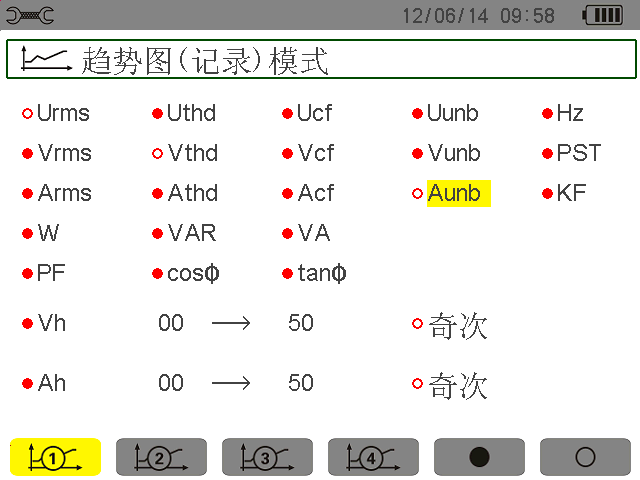 12/06/14 09:58
趋势图(记录)模式
Urms Uthd Ucf Uunb Hz
Vrms Vthd Vcf Vunb PST
Arms Athd Acf Aunb KF
W VAR VA
PF cosϕ tanϕ
Vh 00 → 50 奇次
Ah 00 → 50 奇次
1 2 3 4